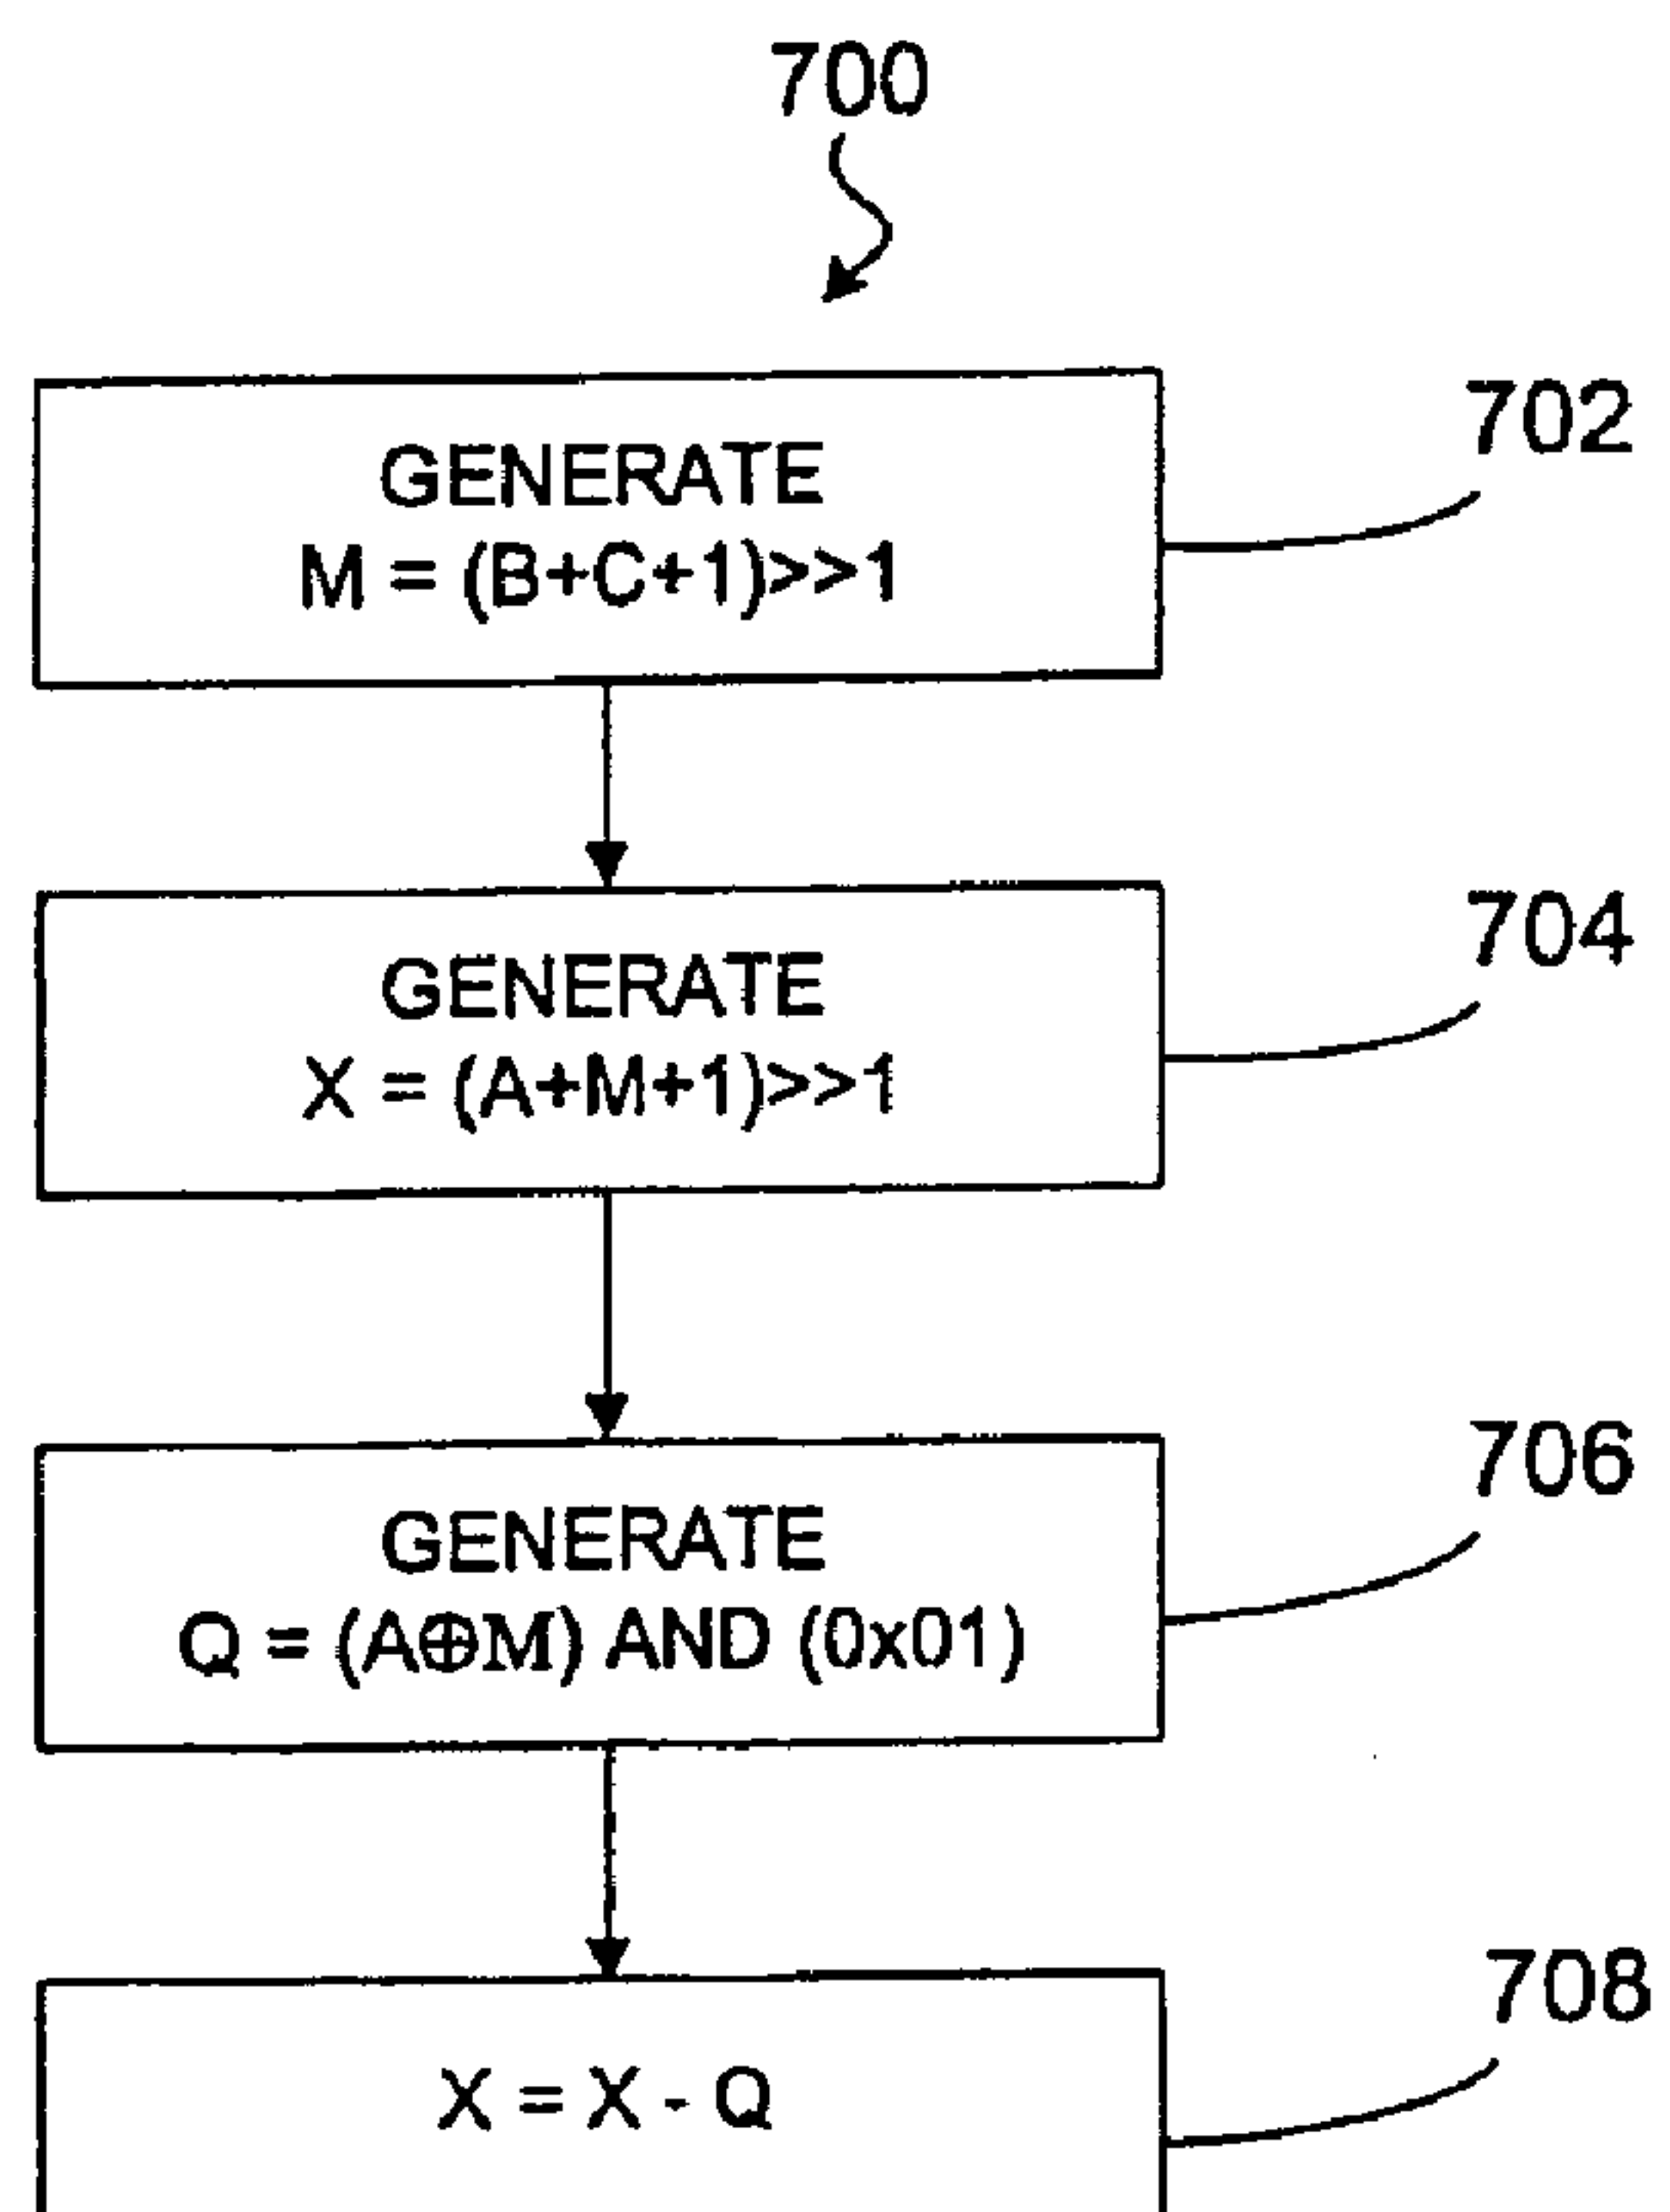 700
702
GENERATE
M = (B+C+1)>>1
704
GENERATE
X = (A+M+1)>>1
706
GENERATE
Q = (A⊕M) AND (0x01)
708
X = X - Q